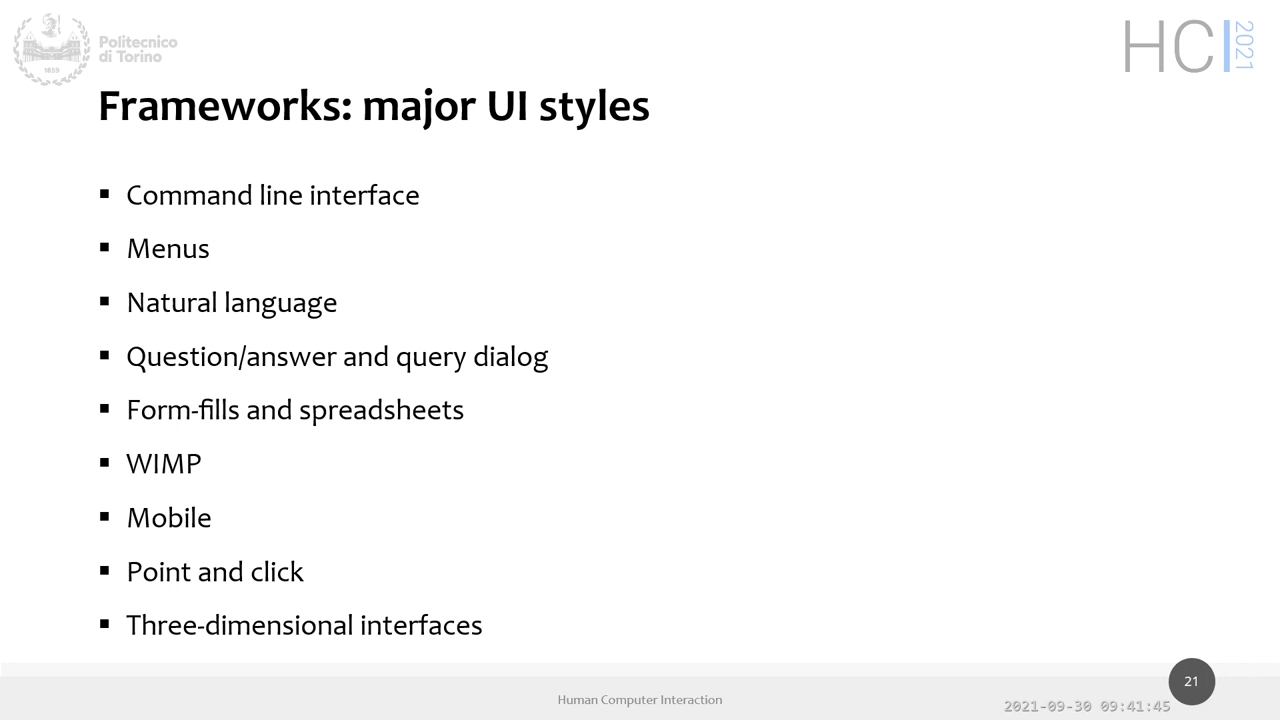 Politecnico
di Torino
1859
HCI 2021
Frameworks: major UI styles
▪ Command line interface
▪ Menus
▪ Natural language
▪ Question/answer and query dialog
▪ Form-fills and spreadsheets
▪ WIMP
▪ Mobile
▪ Point and click
▪ Three-dimensional interfaces
21
Human Computer Interaction
2021-09-30 09:41:45